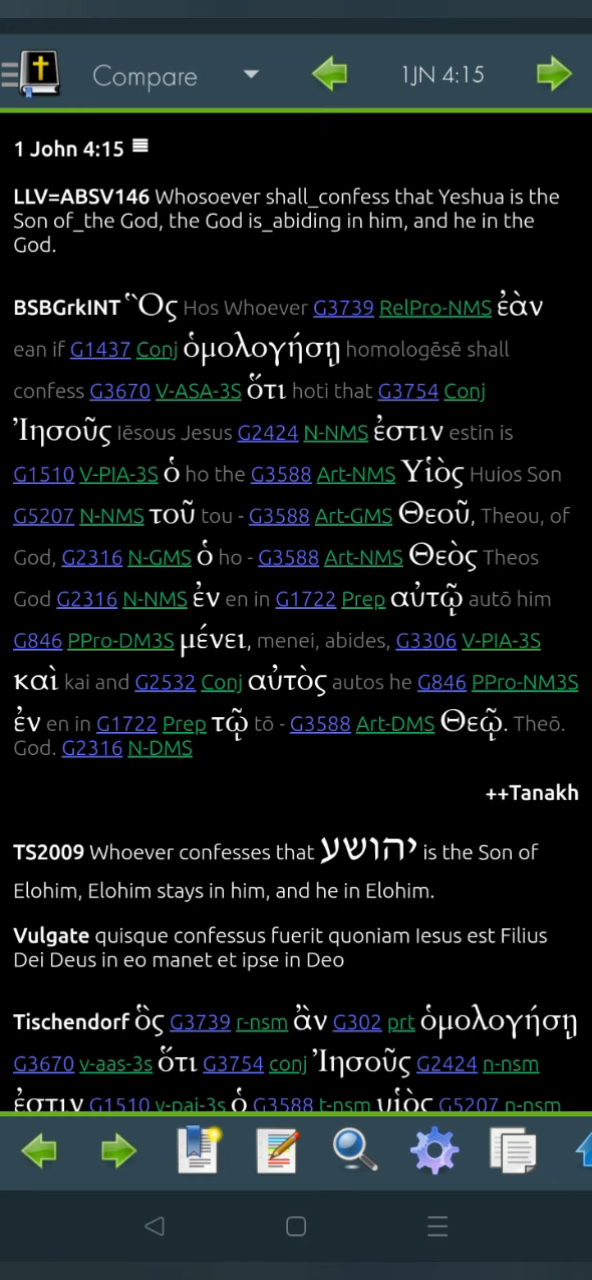 Compare 1JN 4:15
1 John 4:15
LLV=ABSV146 Whosoever shall_confess that Yeshua is the
Son of_the God, the God is_abiding in him, and he in the
God.
BSBGrkINT Ὃς Hos Whoever G3739 RelPro-NMS ἐὰν
ean if G1437 Conj ὁμολογήσῃ homologēsē shall
confess G3670 V-ASA-3S ὅτι hoti that G3754 Conj
Ἰησοῦς Iēsous Jesus G2424 N-NMS ἐστιν estin is
G1510 V-PIA-3S ὁ ho the G3588 Art-NMS Υἱὸς Huios Son
G5207 N-NMS τοῦ tou - G3588 Art-GMS Θεοῦ, Theou, of
God, G2316 N-GMS ὁ ho - G3588 Art-NMS Θεὸς Theos
God G2316 N-NMS ἐν en in G1722 Prep αὐτῷ autō him
G846 PPro-DM3S μένει, menei, abides, G3306 V-PIA-3S
καὶ kai and G2532 Conj αὐτὸς autos he G846 PPro-NM3S
ἐν en in G1722 Prep τῷ tō - G3588 Art-DMS Θεῷ. Theō.
God. G2316 N-DMS
++Tanakh
TS2009 Whoever confesses that יהושע is the Son of
Elohim, Elohim stays in him, and he in Elohim.
Vulgate quisque confessus fuerit quoniam Iesus est Filius
Dei Deus in eo manet et ipse in Deo
Tischendorf ὃς G3739 r-nsm ἂν G302 prt ὁμολογήσῃ
G3670 v-aas-3s ὅτι G3754 conj Ἰησοῦς G2424 n-nsm
ἐστιν G1510 v-pai-3s ὁ G3588 t-nsm υἱὸς G5207 n-nsm